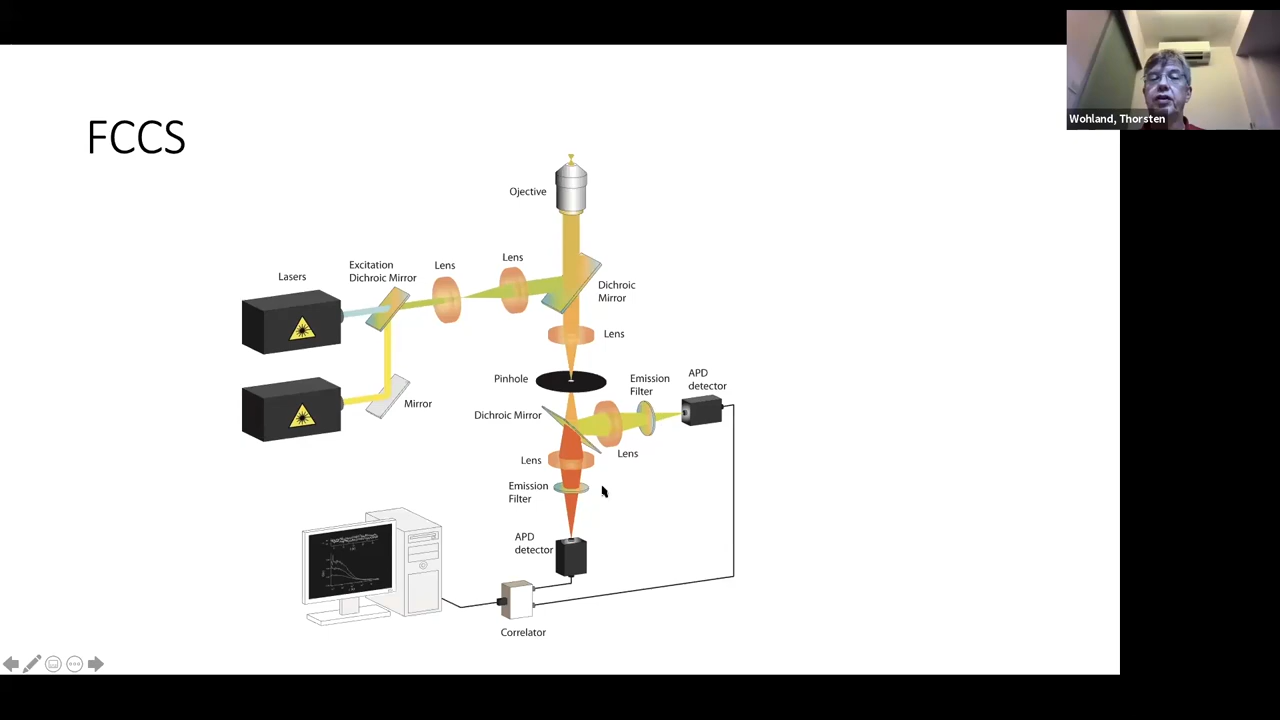 Wohland, Thorsten
FCCS
Ojective
Lens
Excitation
Dichroic Mirror
Lens
Lasers
Dichroic
Mirror
Lens
Pinhole
Emission
Filter
APD
detector
Mirror
Dichroic Mirror
Lens
Lens
Emission
Filter
APD
detector
Correlator